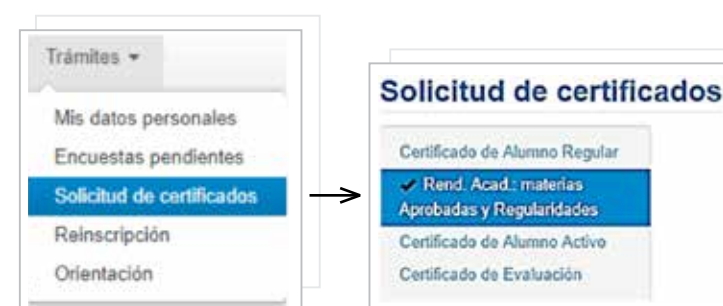 Trámites
Mis datos personales
Encuestas pendientes
Solicitud de certificados
Reinscripción
Orientación
Solicitud de certificados
Certificado de Alumno Regular
Rend. Acad.: materias
Aprobadas y Regularidades
Certificado de Alumno Activo
Certificado de Evaluación